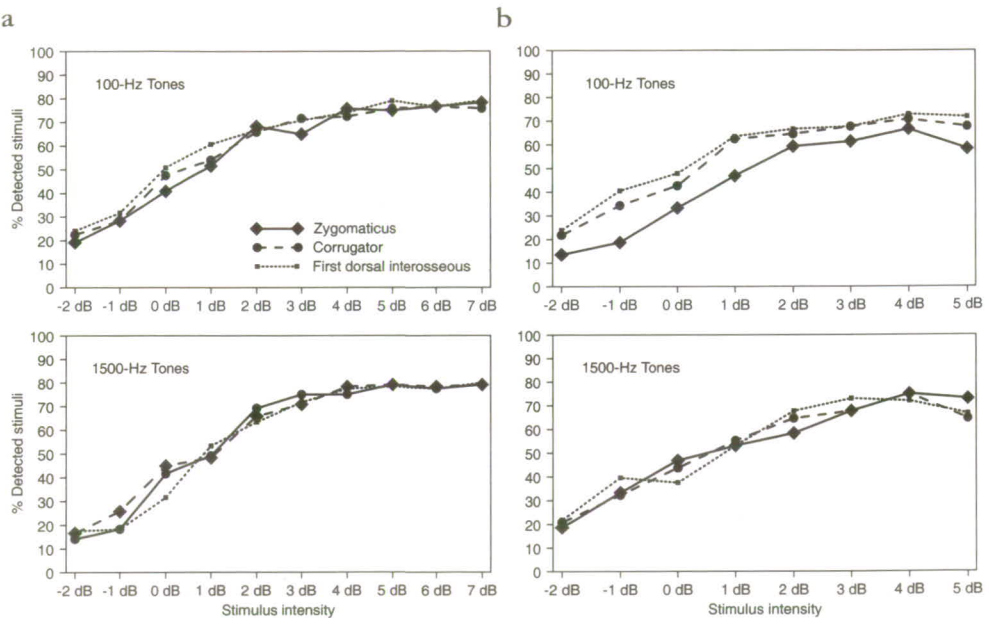 a
100
90
80
70
60
50
40
30
20
10
0
% Detected stimuli
100-Hz Tones
Zygomaticus
Corrugator
First dorsal interosseous
-2 dB -1 dB 0 dB 1 dB 2 dB 3 dB 4 dB 5 dB 6 dB 7 dB
b
100
90
80
70
60
50
40
30
20
10
0
100-Hz Tones
-2 dB -1 dB 0 dB 1 dB 2 dB 3 dB 4 dB 5 dB
100
90
80
70
60
50
40
30
20
10
0
% Detected stimuli
1500-Hz Tones
-2 dB -1 dB 0 dB 1 dB 2 dB 3 dB 4 dB 5 dB 6 dB 7 dB
Stimulus intensity
100
90
80
70
60
50
40
30
20
10
0
1500-Hz Tones
-2 dB -1 dB 0 dB 1 dB 2 dB 3 dB 4 dB 5 dB
Stimulus intensity